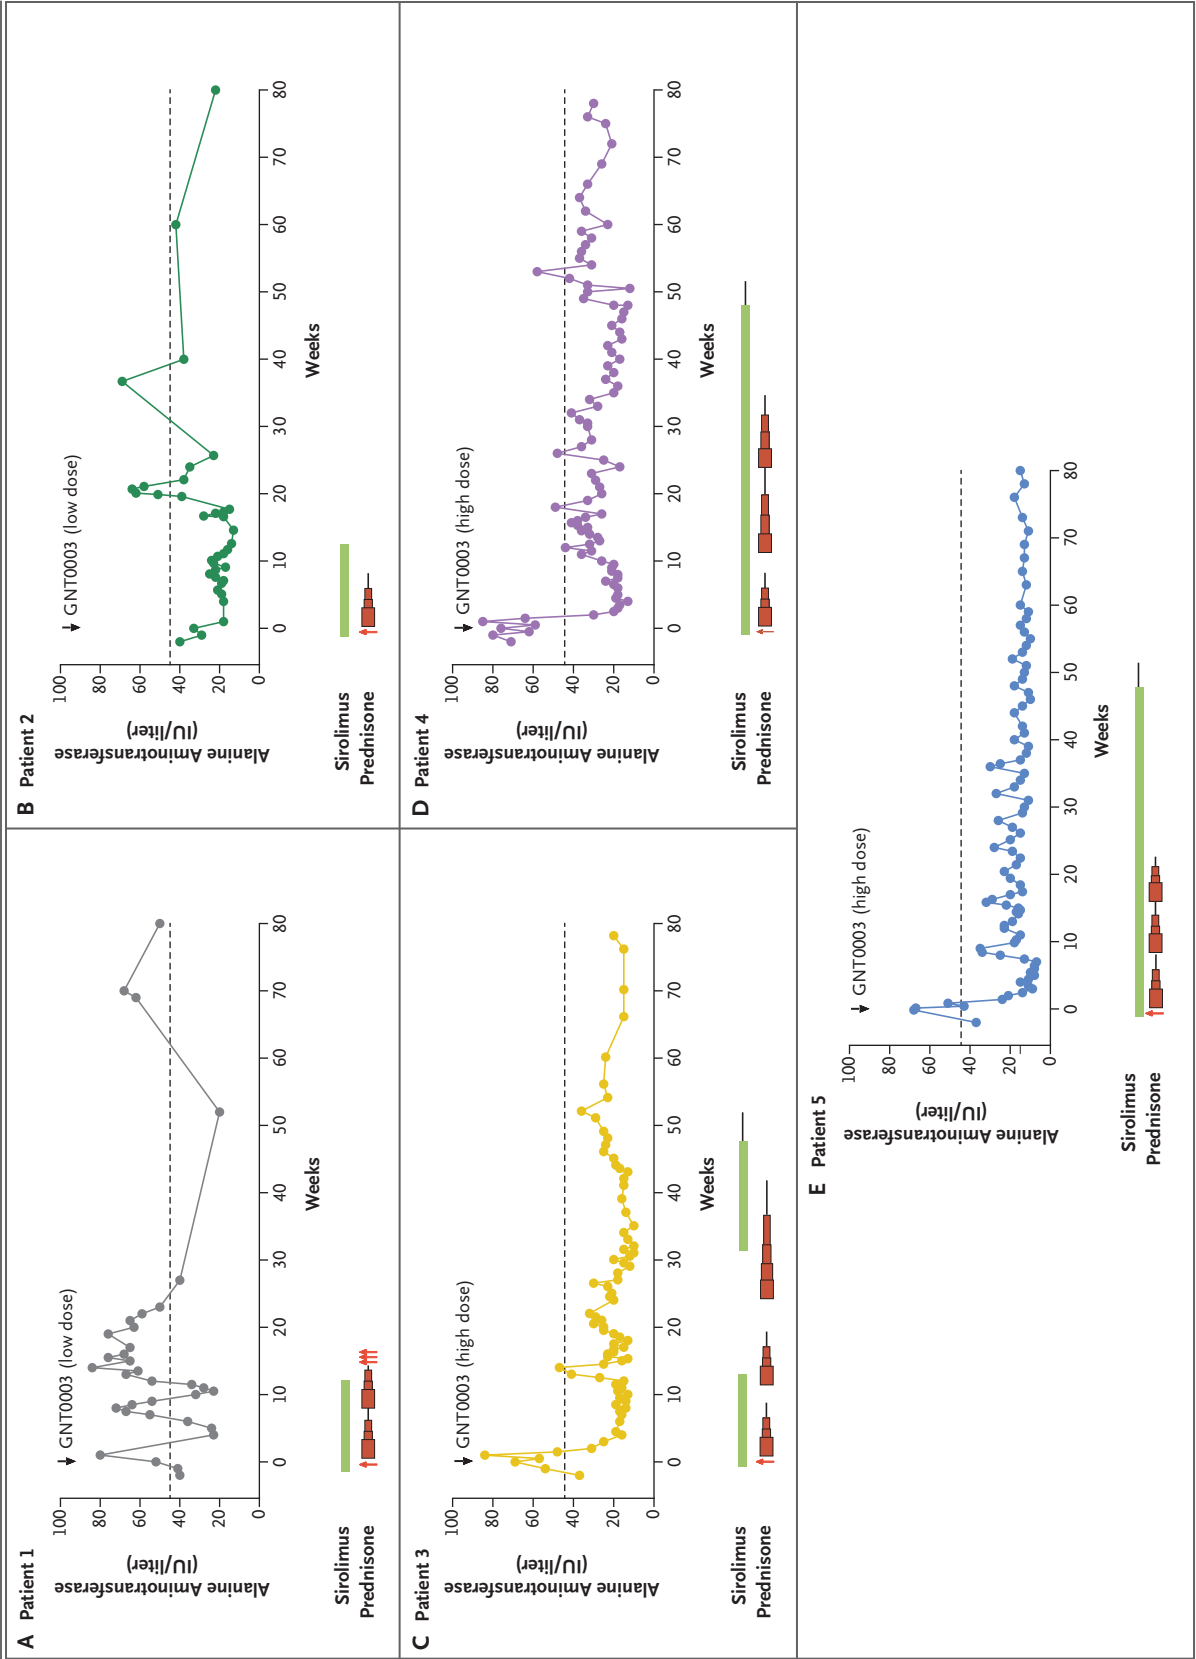 A Patient 1
GNT0003 (low dose)
Alanine Aminotransferase
(IU/liter)
100
80
60
40
20
0
0 10 20 30 40 50 60 70 80
Weeks
Sirolimus
Prednisone
B Patient 2
GNT0003 (low dose)
Alanine Aminotransferase
(IU/liter)
100
80
60
40
20
0
0 10 20 30 40 50 60 70 80
Weeks
Sirolimus
Prednisone
C Patient 3
GNT0003 (high dose)
Alanine Aminotransferase
(IU/liter)
100
80
60
40
20
0
0 10 20 30 40 50 60 70 80
Weeks
Sirolimus
Prednisone
D Patient 4
GNT0003 (high dose)
Alanine Aminotransferase
(IU/liter)
100
80
60
40
20
0
0 10 20 30 40 50 60 70 80
Weeks
Sirolimus
Prednisone
E Patient 5
GNT0003 (high dose)
Alanine Aminotransferase
(IU/liter)
100
80
60
40
20
0
0 10 20 30 40 50 60 70 80
Weeks
Sirolimus
Prednisone